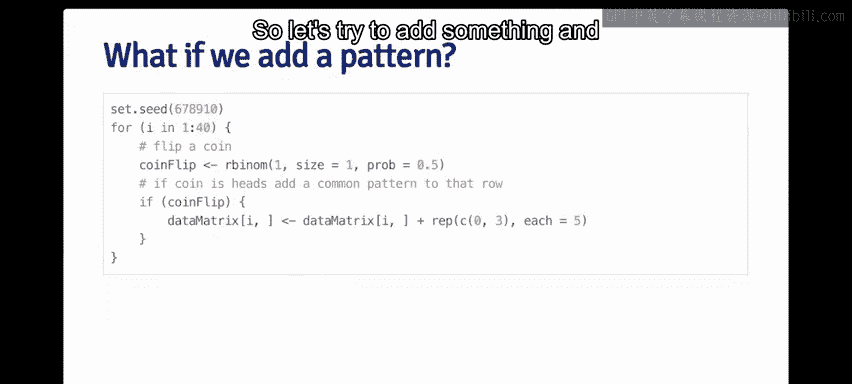 So let's try to add something and
What if we add a pattern?
set.seed(678910)
for (i in 1:40) {
    # flip a coin
    coinFlip <- rbinom(1, size = 1, prob = 0.5)
    # if coin is heads add a common pattern to that row
    if (coinFlip) {
        dataMatrix[i, ] <- dataMatrix[i, ] + rep(c(0, 3), each = 5)
    }
}